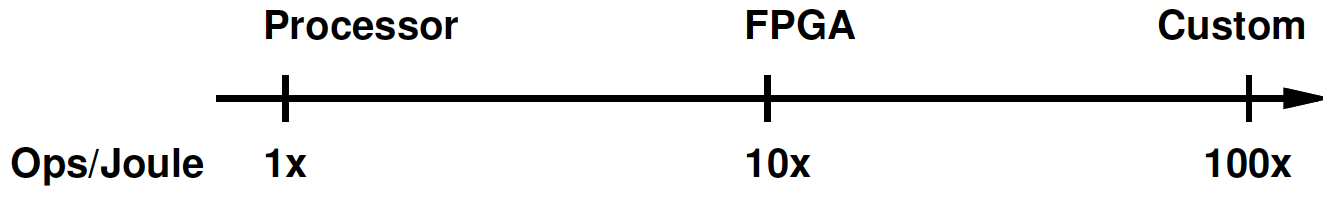 Processor FPGA Custom
Ops/Joule 1x 10x 100x